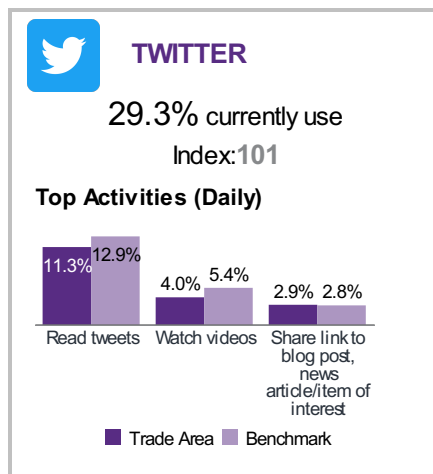 TWITTER
29.3% currently use
Index:101
Top Activities (Daily)
11.3% 12.9% 4.0% 5.4% 2.9% 2.8%
Read tweets Watch videos Share link to
blog post,
news
article/item of
interest
Trade Area Benchmark